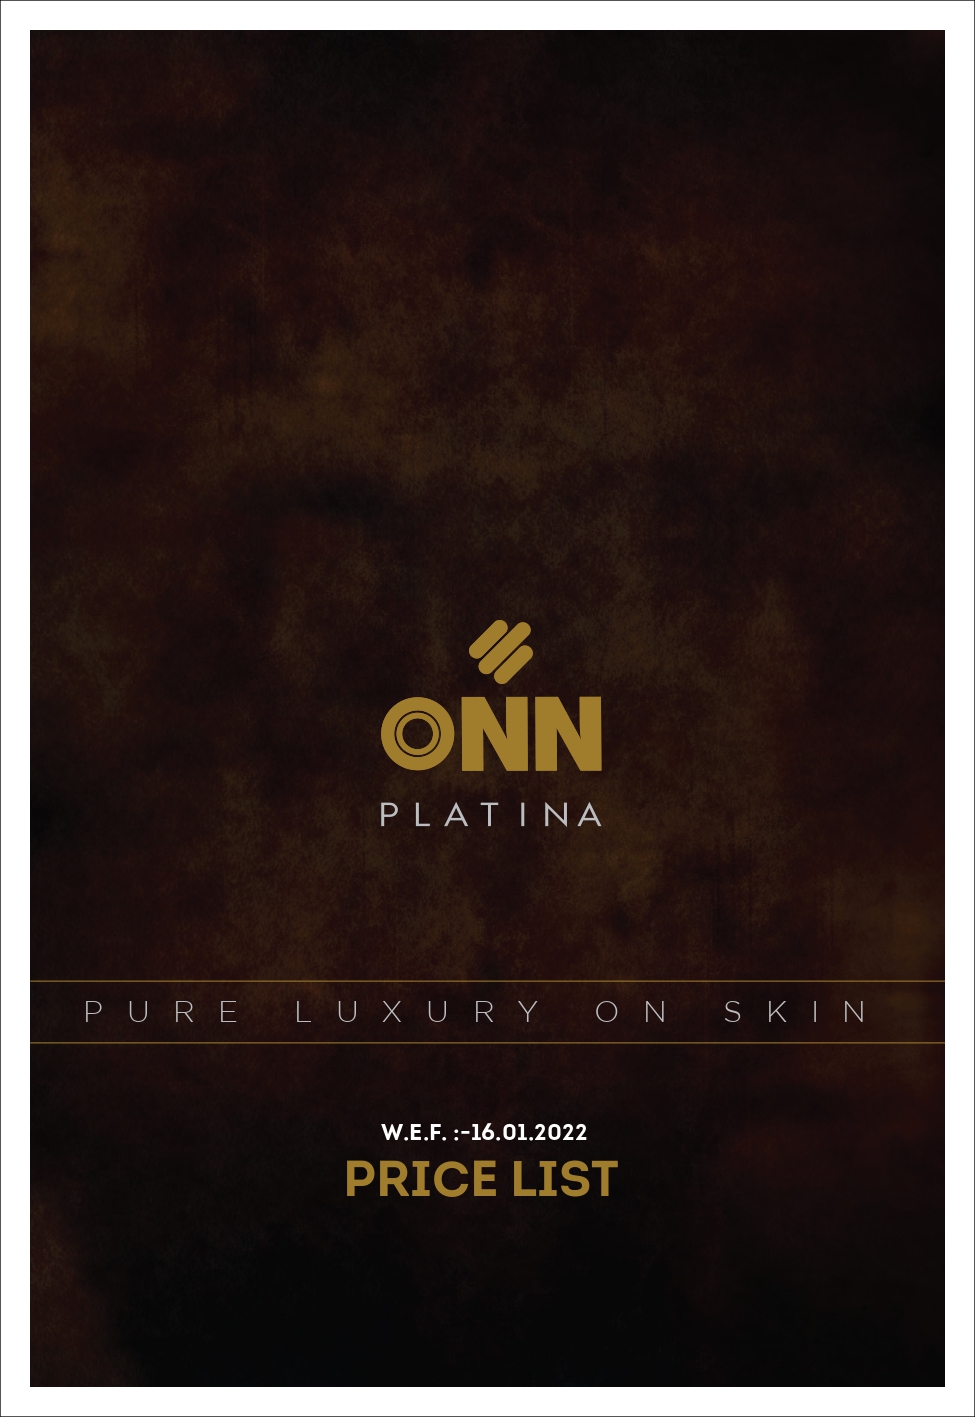 ONN
PLATINA
PURE LUXURY ON SKIN
W.E.F. :-16.01.2022
PRICE LIST